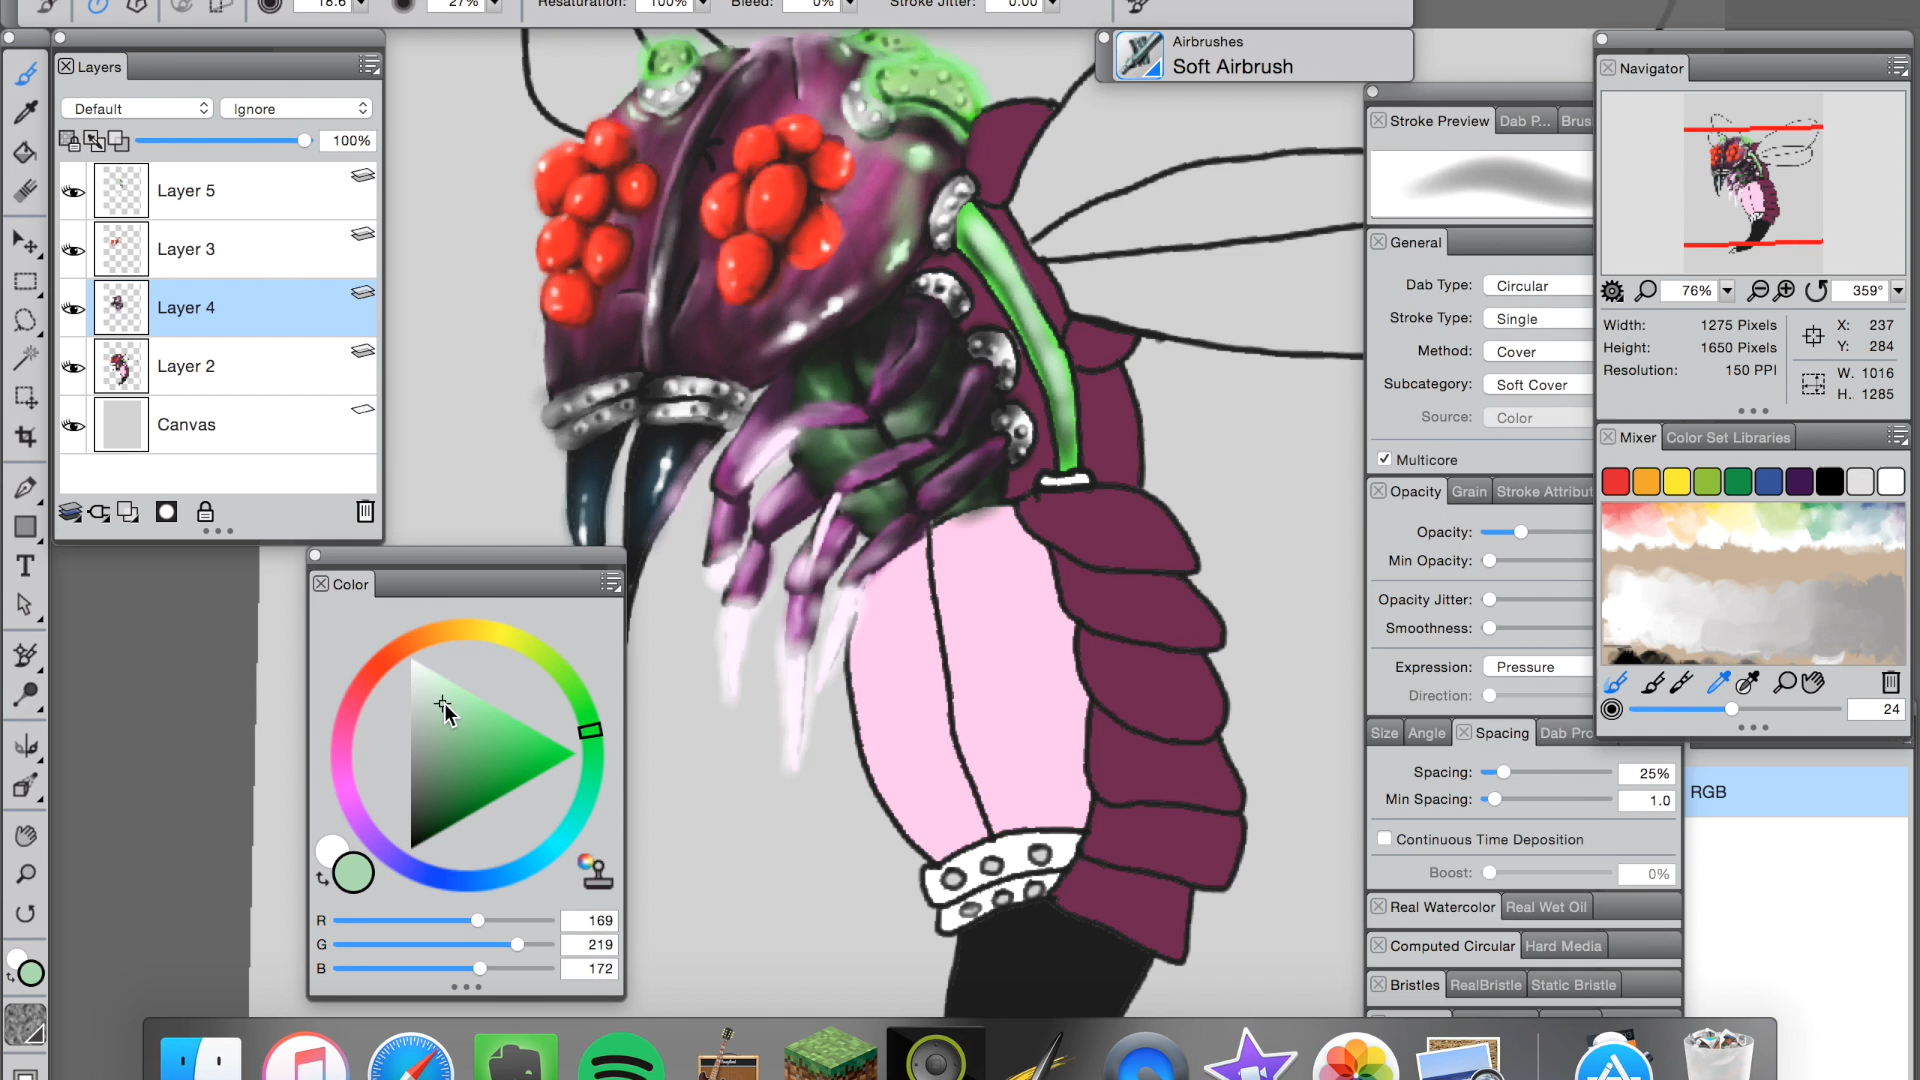 18.6
27%
Resaturation: 100%
Bleed: 0%
Stroke Jitter: 0.00
Layers
Default
Ignore
100%
Layer 5
Layer 3
Layer 4
Layer 2
Canvas
Airbrushes
Soft Airbrush
Color
R 169
G 219
B 172
Stroke Preview
Dab P...
Brus
General
Dab Type: Circular
Stroke Type: Single
Method: Cover
Subcategory: Soft Cover
Source: Color
Multicore
Opacity
Grain
Stroke Attribut
Opacity:
Min Opacity:
Opacity Jitter:
Smoothness:
Expression: Pressure
Direction:
Size
Angle
Spacing
Dab Pro
Spacing: 25%
Min Spacing: 1.0
Continuous Time Deposition
Boost: 0%
Real Watercolor
Real Wet Oil
Computed Circular
Hard Media
Bristles
RealBristle
Static Bristle
Navigator
76%
359°
Width: 1275 Pixels
Height: 1650 Pixels
Resolution: 150 PPI
X: 237
Y: 284
W. 1016
H. 1285
Mixer
Color Set Libraries
24
RGB